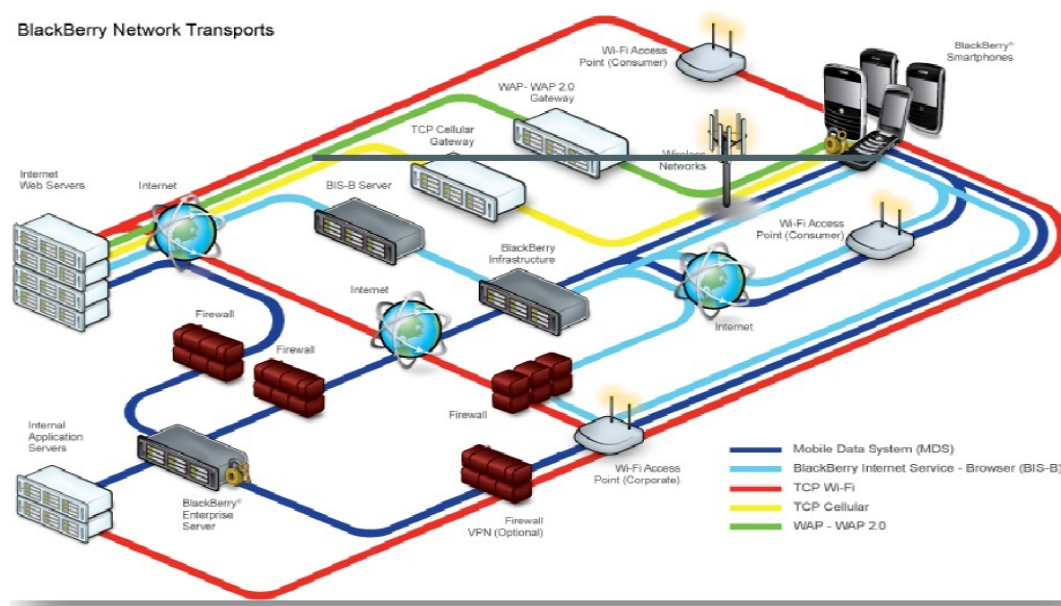 BlackBerry Network Transports
Wi-Fi Access
Point (Consumer)
BlackBerry®
Smartphones
WAP- WAP 2.0
Gateway
TCP Cellular
Gateway
Wireless
Networks
Internet
Web Servers
Internet
BIS-B Server
Wi-Fi Access
Point (Consumer)
BlackBerry
Infrastructure
Internet
Internet
Firewall
Firewall
Firewall
Internal
Application
Servers
Wi-Fi Access
Point (Corporate)
BlackBerry®
Enterprise
Server
Firewall
VPN (Optional)
Mobile Data System (MDS)
BlackBerry Internet Service - Browser (BIS-B)
TCP Wi-Fi
TCP Cellular
WAP - WAP 2.0